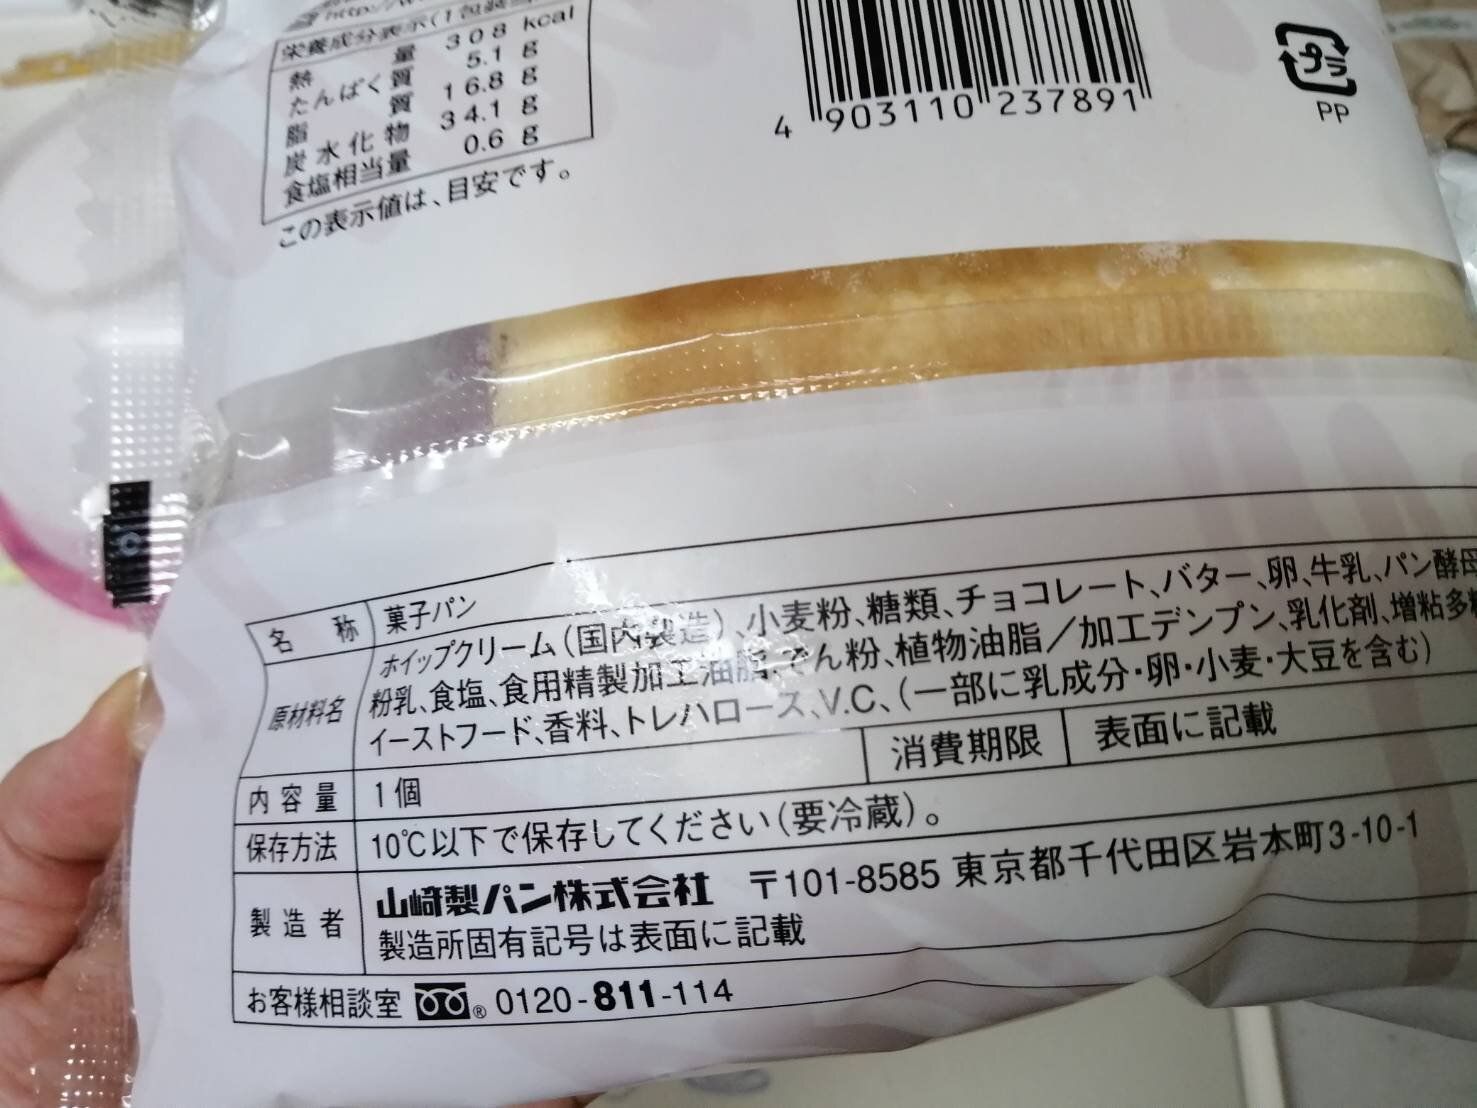 http://w
栄養成分表示(1包装当
熱量 308 kcal
たんぱく質 5.1 g
脂質 16.8 g
炭水化物 34.1 g
食塩相当量 0.6 g
この表示値は、目安です。
4 903110 237891
プラ
PP
名称 菓子パン
原材料名 ホイップクリーム(国内製造)、小麦粉、糖類、チョコレート、バター、卵、牛乳、パン酵母
粉乳、食塩、食用精製加工油脂、でん粉、植物油脂/加工デンプン、乳化剤、増粘多糖
イーストフード、香料、トレハロース、V.C、(一部に乳成分・卵・小麦・大豆を含む)
内容量 1個 消費期限 表面に記載
保存方法 10℃以下で保存してください(要冷蔵)。
製造者 山崎製パン株式会社 〒101-8585 東京都千代田区岩本町3-10-1
製造所固有記号は表面に記載
お客様相談室 ® 0120-811-114